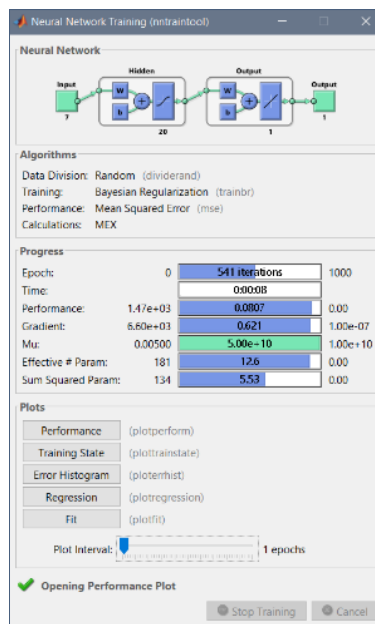 Neural Network Training (nntraintool)
Neural Network
Hidden Output
Input Output
W W
b b
7 20 1 1
Algorithms
Data Division: Random (dividerand)
Training: Bayesian Regularization (trainbr)
Performance: Mean Squared Error (mse)
Calculations: MEX
Progress
Epoch: 0 541 iterations 1000
Time: 0:00:08
Performance: 1.47e+03 0.0807 0.00
Gradient: 6.60e+03 0.621 1.00e-07
Mu: 0.00500 5.00e+10 1.00e+10
Effective # Param: 181 12.6 0.00
Sum Squared Param: 134 5.53 0.00
Plots
Performance (plotperform)
Training State (plottrainstate)
Error Histogram (ploterrhist)
Regression (plotregression)
Fit (plotfit)
Plot Interval: 1 epochs
Opening Performance Plot
Stop Training Cancel